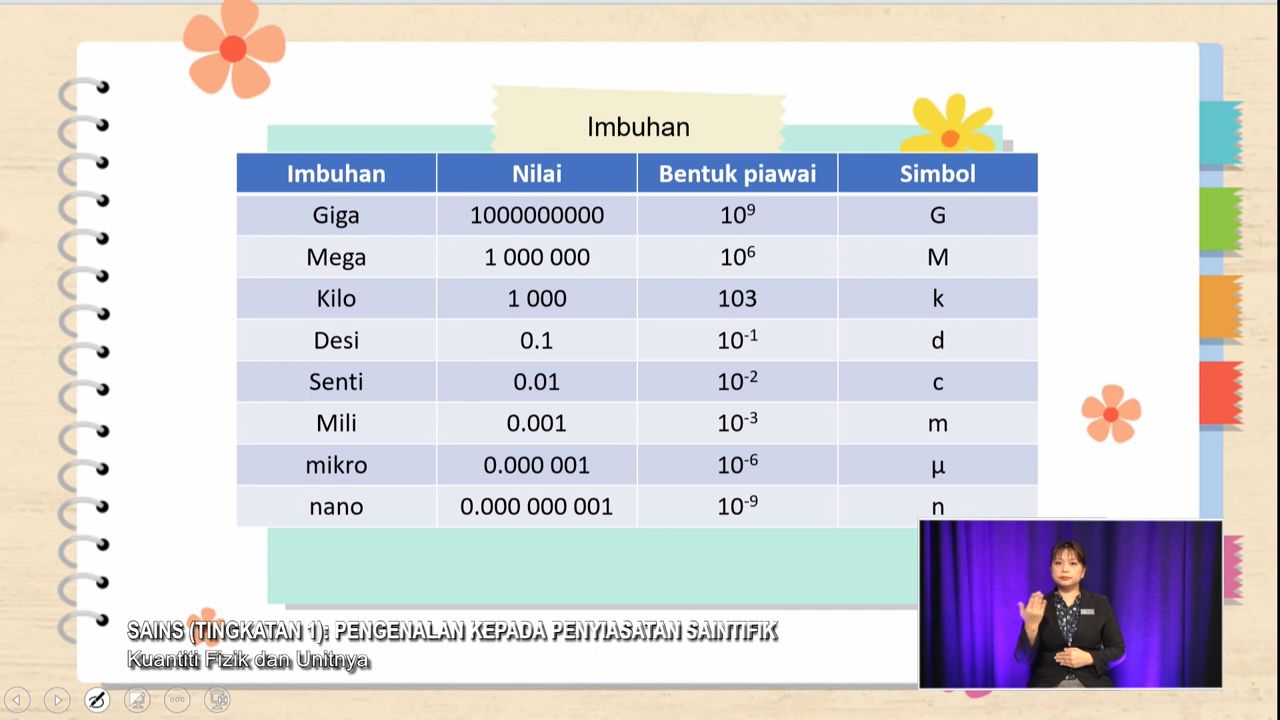 Imbuhan
Imbuhan Nilai Bentuk piawai Simbol
Giga 1000000000 10⁹ G
Mega 1 000 000 10⁶ M
Kilo 1 000 103 k
Desi 0.1 10⁻¹ d
Senti 0.01 10⁻² c
Mili 0.001 10⁻³ m
mikro 0.000 001 10⁻⁶ µ
nano 0.000 000 001 10⁻⁹ n
SAINS (TINGKATAN 1): PENGENALAN KEPADA PENYIASATAN SAINTIFIK
Kuantiti Fizik dan Unitnya